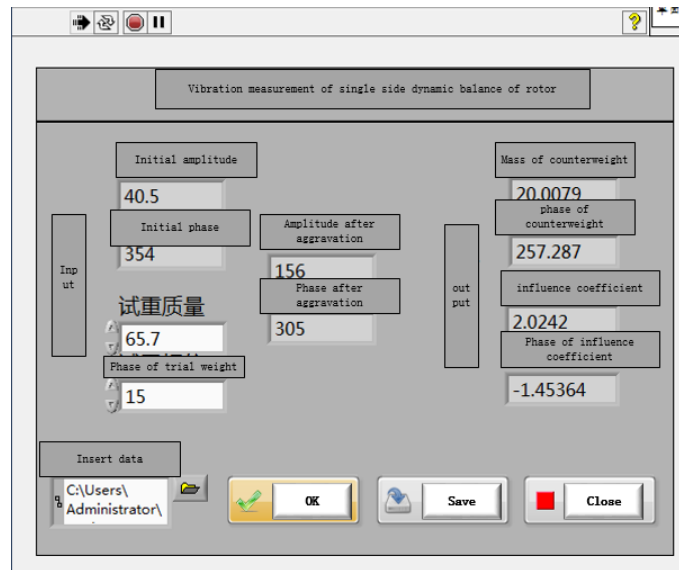 Vibration measurement of single side dynamic balance of rotor
Initial amplitude
40.5
Initial phase
354
Inp
ut
试重质量
65.7
Phase of trial weight
15
Amplitude after
aggravation
156
Phase after
aggravation
305
out
put
Mass of counterweight
20.0079
phase of
counterweight
257.287
influence coefficient
2.0242
Phase of influence
coefficient
-1.45364
Insert data
C:\Users\
Administrator\
OK
Save
Close